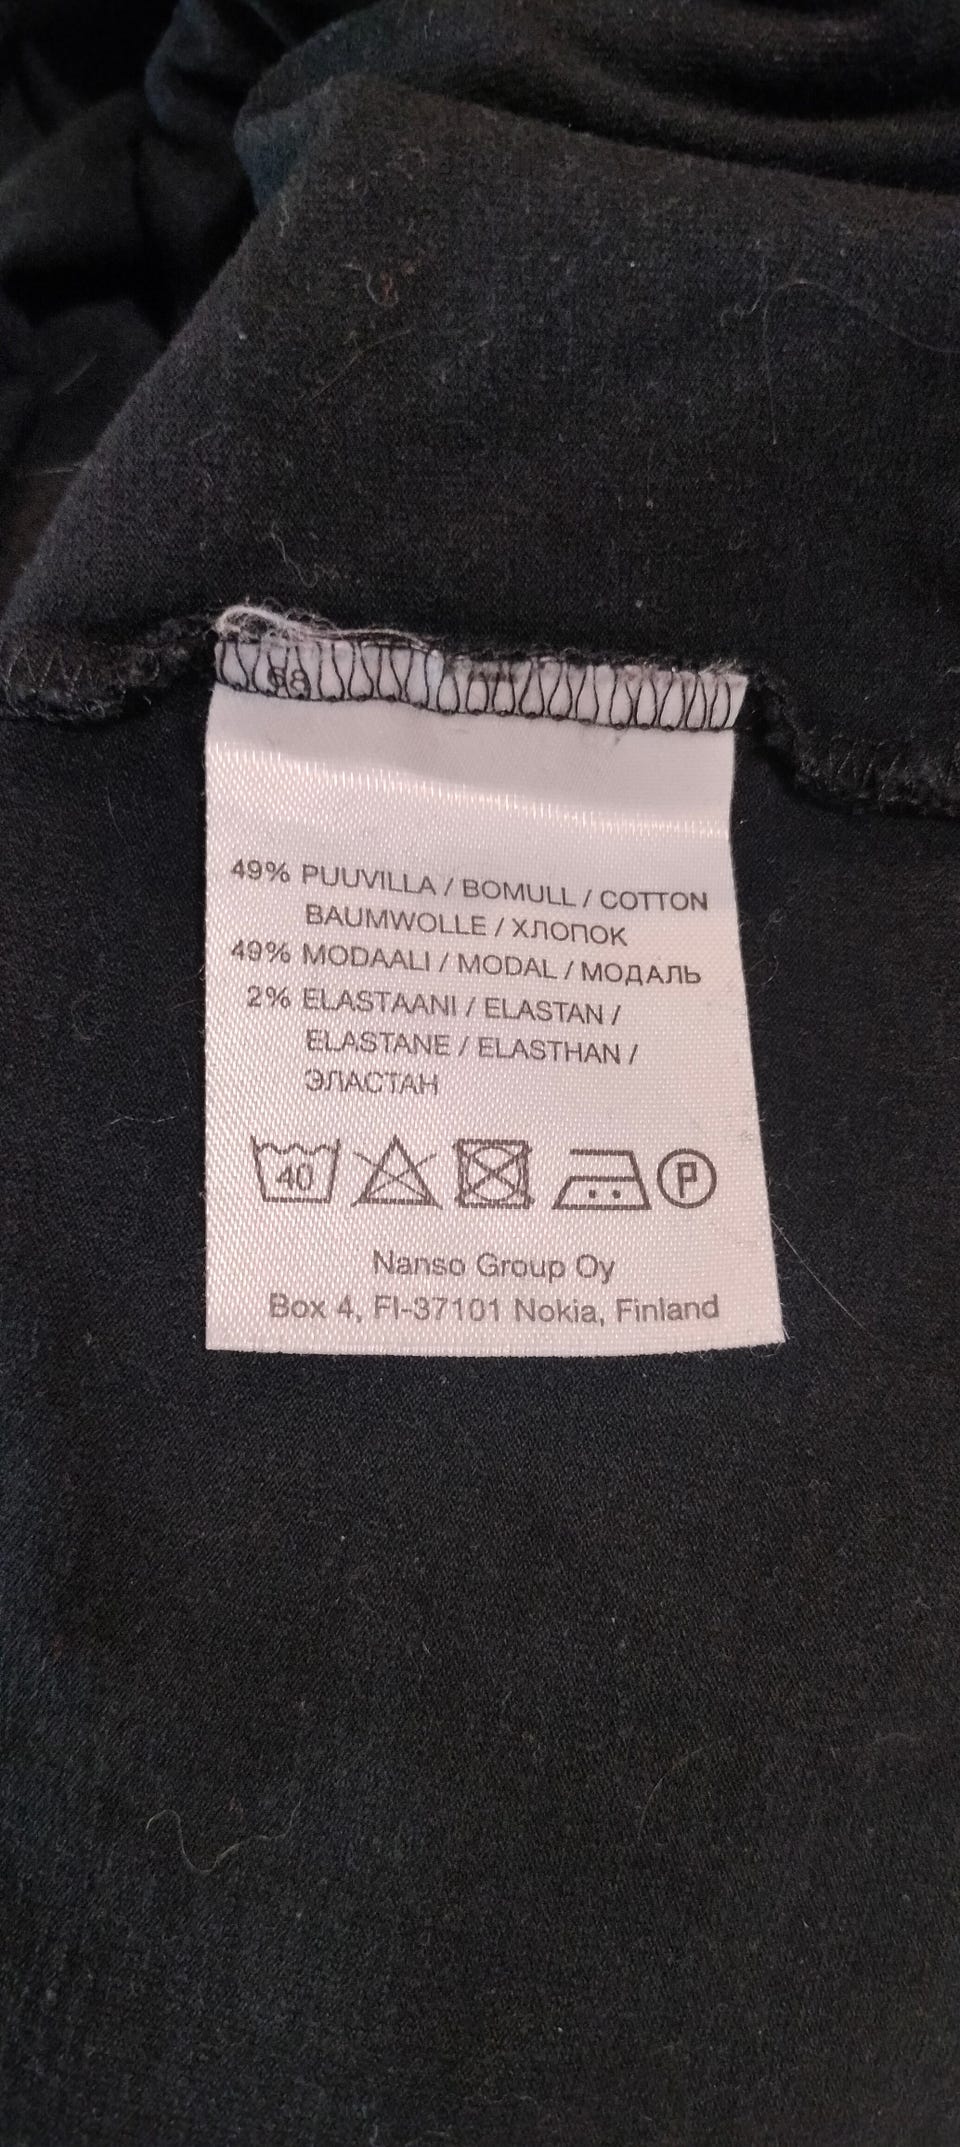 49% PUUVILLA / BOMULL / COTTON
BAUMWOLLE / ХЛОПОК
49% MODAALI / MODAL / МОДАЛЬ
2% ELASTAANI / ELASTAN /
ELASTANE / ELASTHAN /
ЭЛАСТАН
40 P
Nanso Group Oy
Box 4, FI-37101 Nokia, Finland